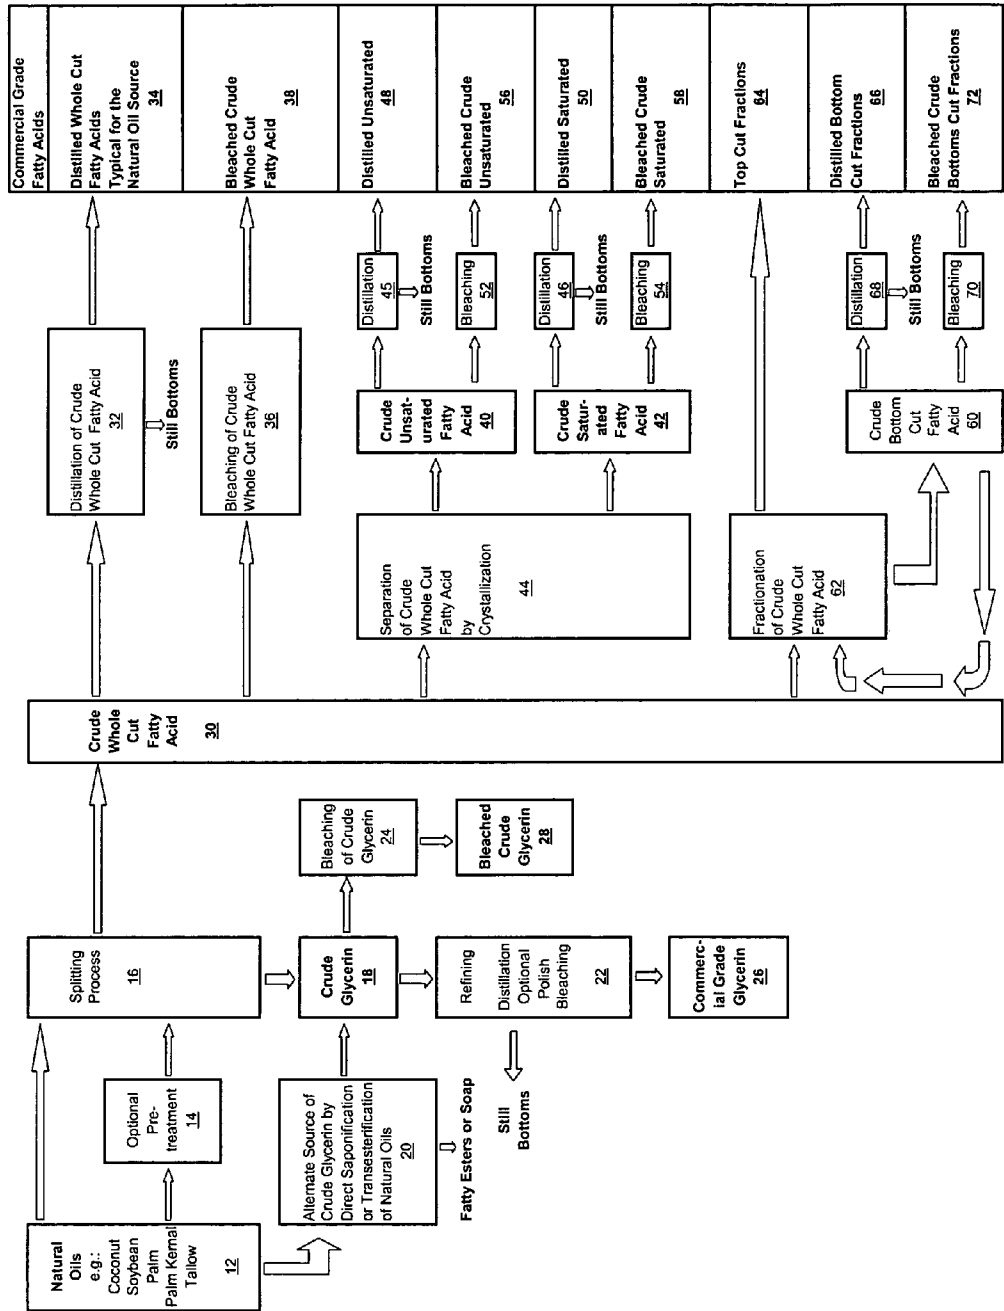 Natural
Oils
e.g.:
Coconut
Soybean
Palm
Palm Kernal
Tallow
12
Optional
Pre-
treatment
14
Alternate Source of
Crude Glycerin by
Direct Saponification
or Transesterification
of Natural Oils
20
Fatty Esters or Soap
Splitting
Process
16
Crude
Glycerin
18
Refining
Distillation
Optional
Polish
Bleaching
22
Still
Bottoms
Commerc-
ial Grade
Glycerin
26
Bleaching
of Crude
Glycerin
24
Bleached
Crude
Glycerin
28
Crude
Whole
Cut
Fatty
Acid
30
Distillation of Crude
Whole Cut Fatty Acid
32
Still Bottoms
Bleaching of Crude
Whole Cut Fatty Acid
36
Separation
of Crude
Whole Cut
Fatty Acid
by
Crystallization
44
Fractionation
of Crude
Whole Cut
Fatty Acid
62
Crude
Unsat-
urated
Fatty
Acid
40
Crude
Satur-
ated
Fatty
Acid
42
Crude
Bottom
Cut
Fatty
Acid
60
Distillation
45
Still Bottoms
Bleaching
52
Distillation
46
Still Bottoms
Bleaching
54
Distillation
68
Still Bottoms
Bleaching
70
Commercial Grade
Fatty Acids
Distilled Whole Cut
Fatty Acids
Typical for the
Natural Oil Source
34
Bleached Crude
Whole Cut
Fatty Acid
38
Distilled Unsaturated
48
Bleached Crude
Unsaturated
56
Distilled Saturated
50
Bleached Crude
Saturated
58
Top Cut Fractions
64
Distilled Bottom
Cut Fractions
66
Bleached Crude
Bottoms Cut Fractions
72